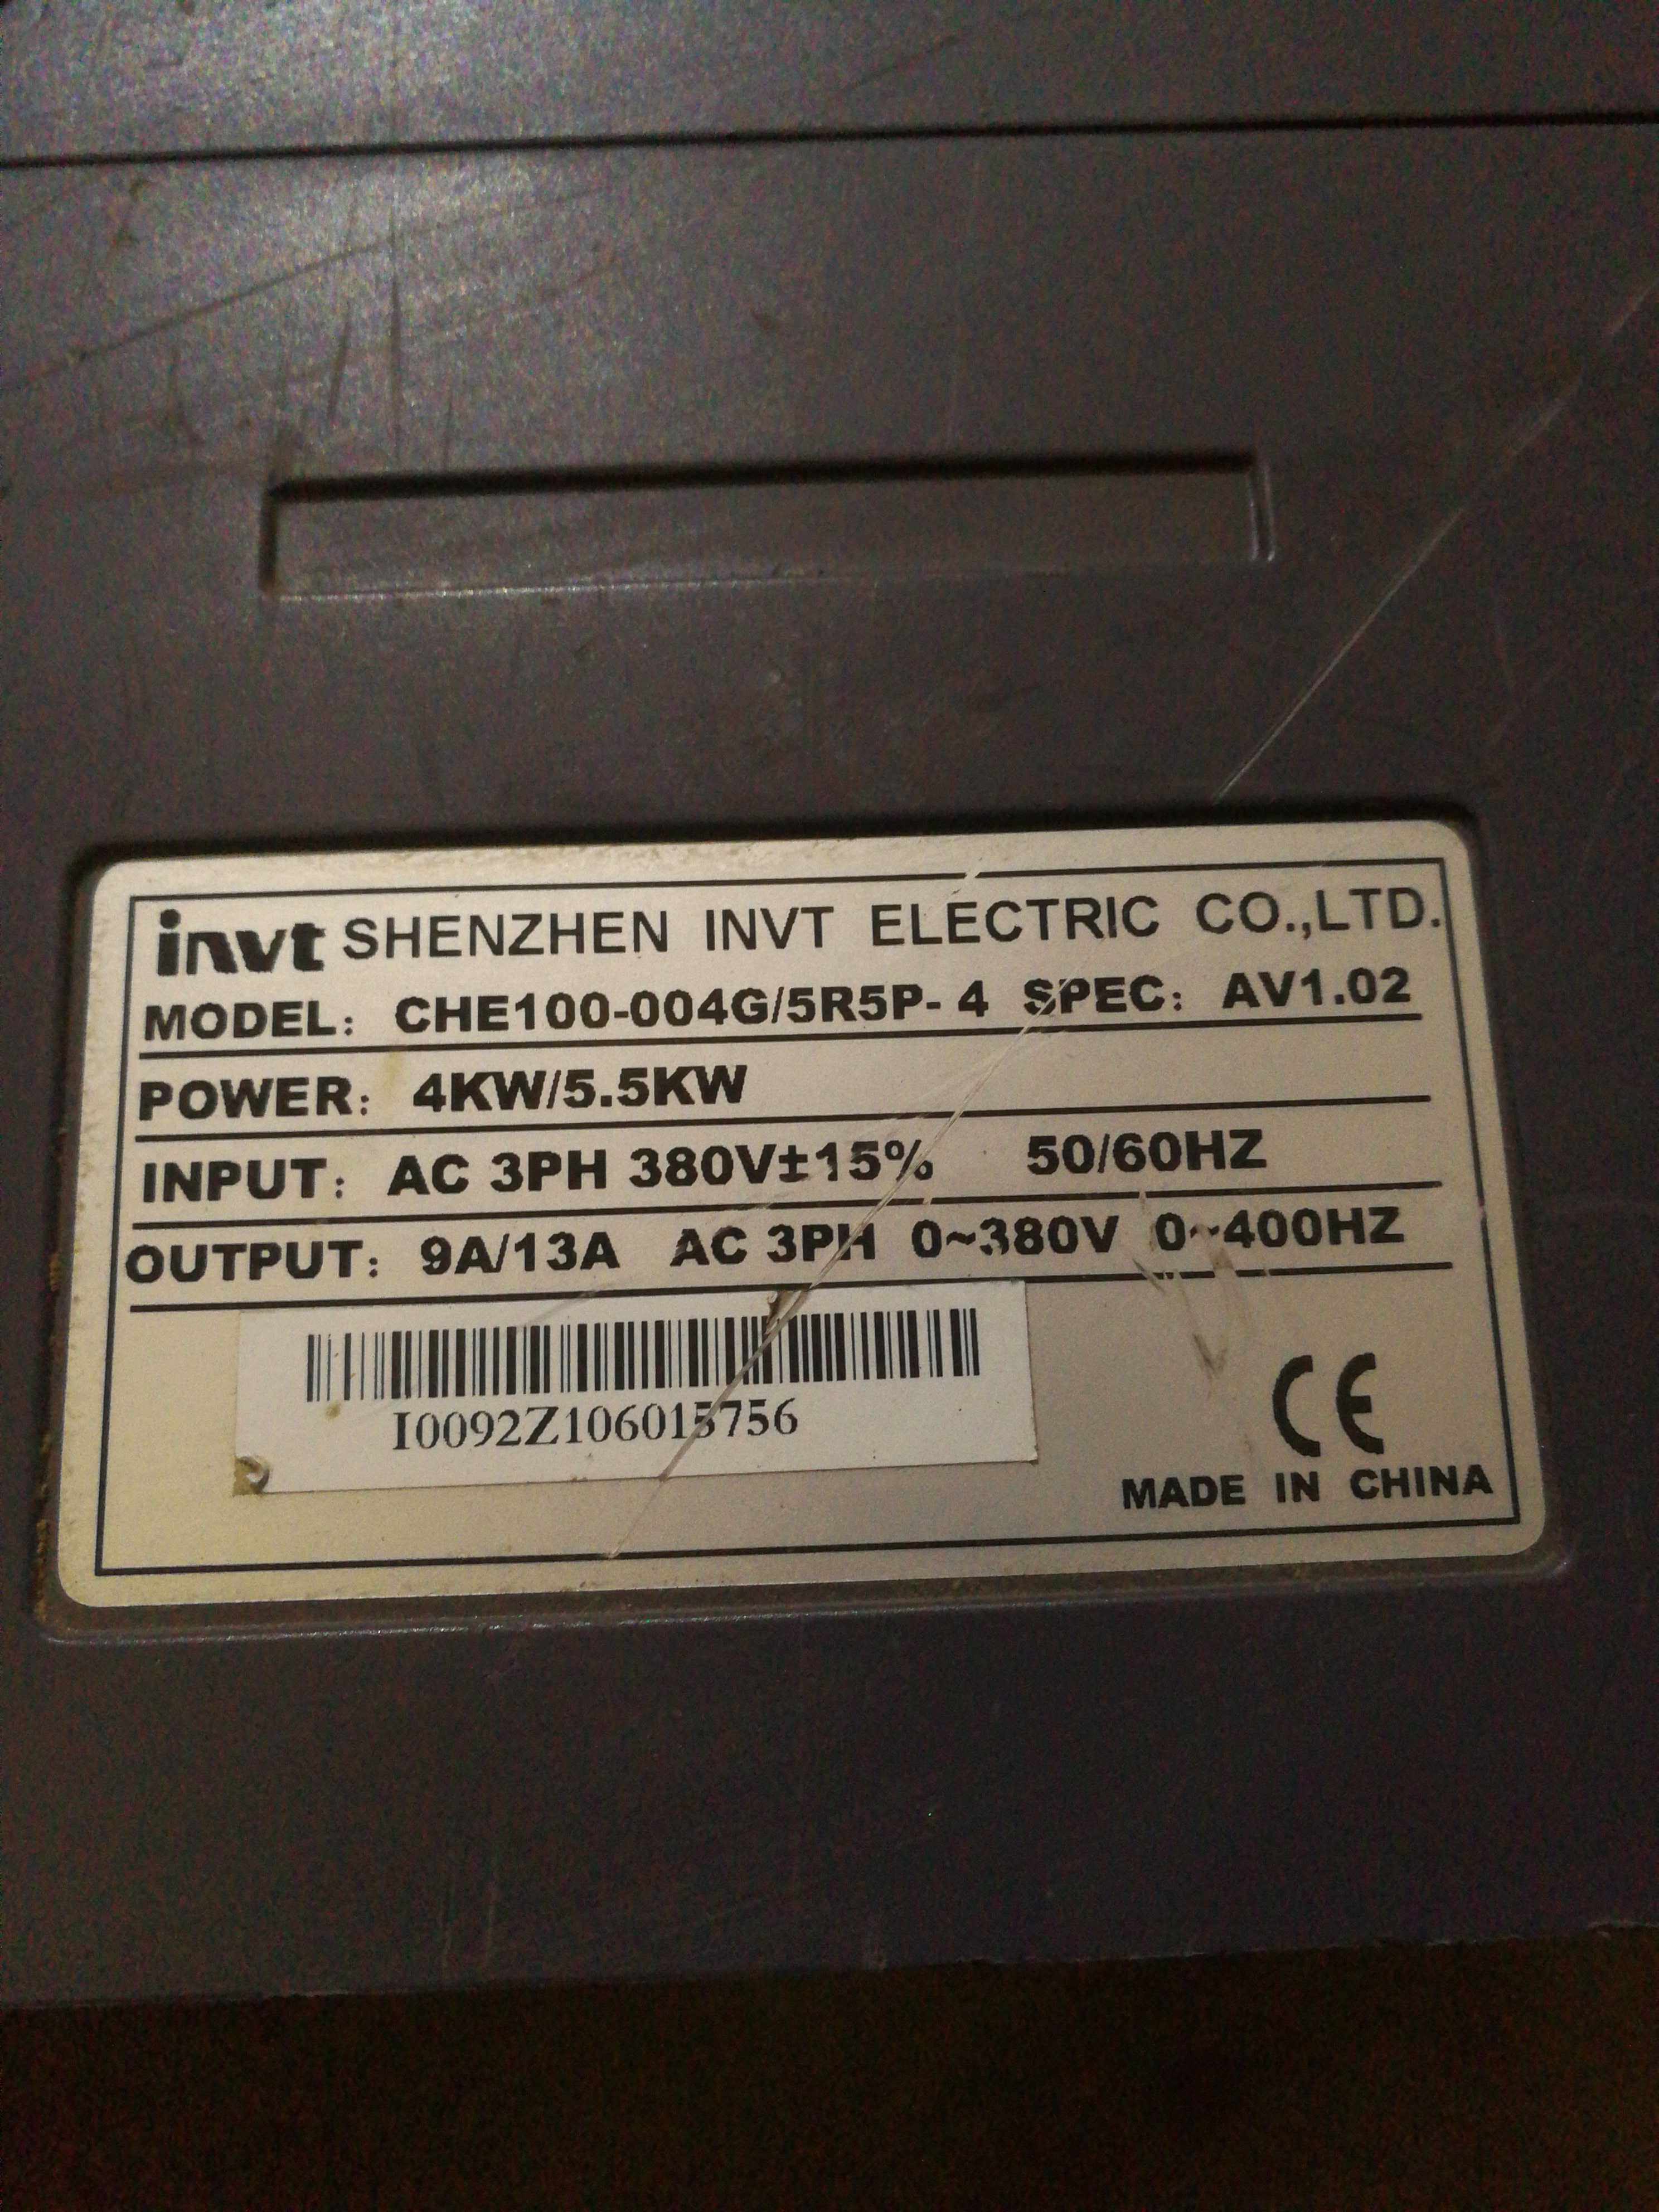 invt SHENZHEN INVT ELECTRIC CO.,LTD.
MODEL: CHE100-004G/5R5P-4 SPEC: AV1.02
POWER: 4KW/5.5KW
INPUT: AC 3PH 380V±15% 50/60HZ
OUTPUT: 9A/13A AC 3PH 0~380V 0~400HZ
I0092Z106015756
CE
MADE IN CHINA